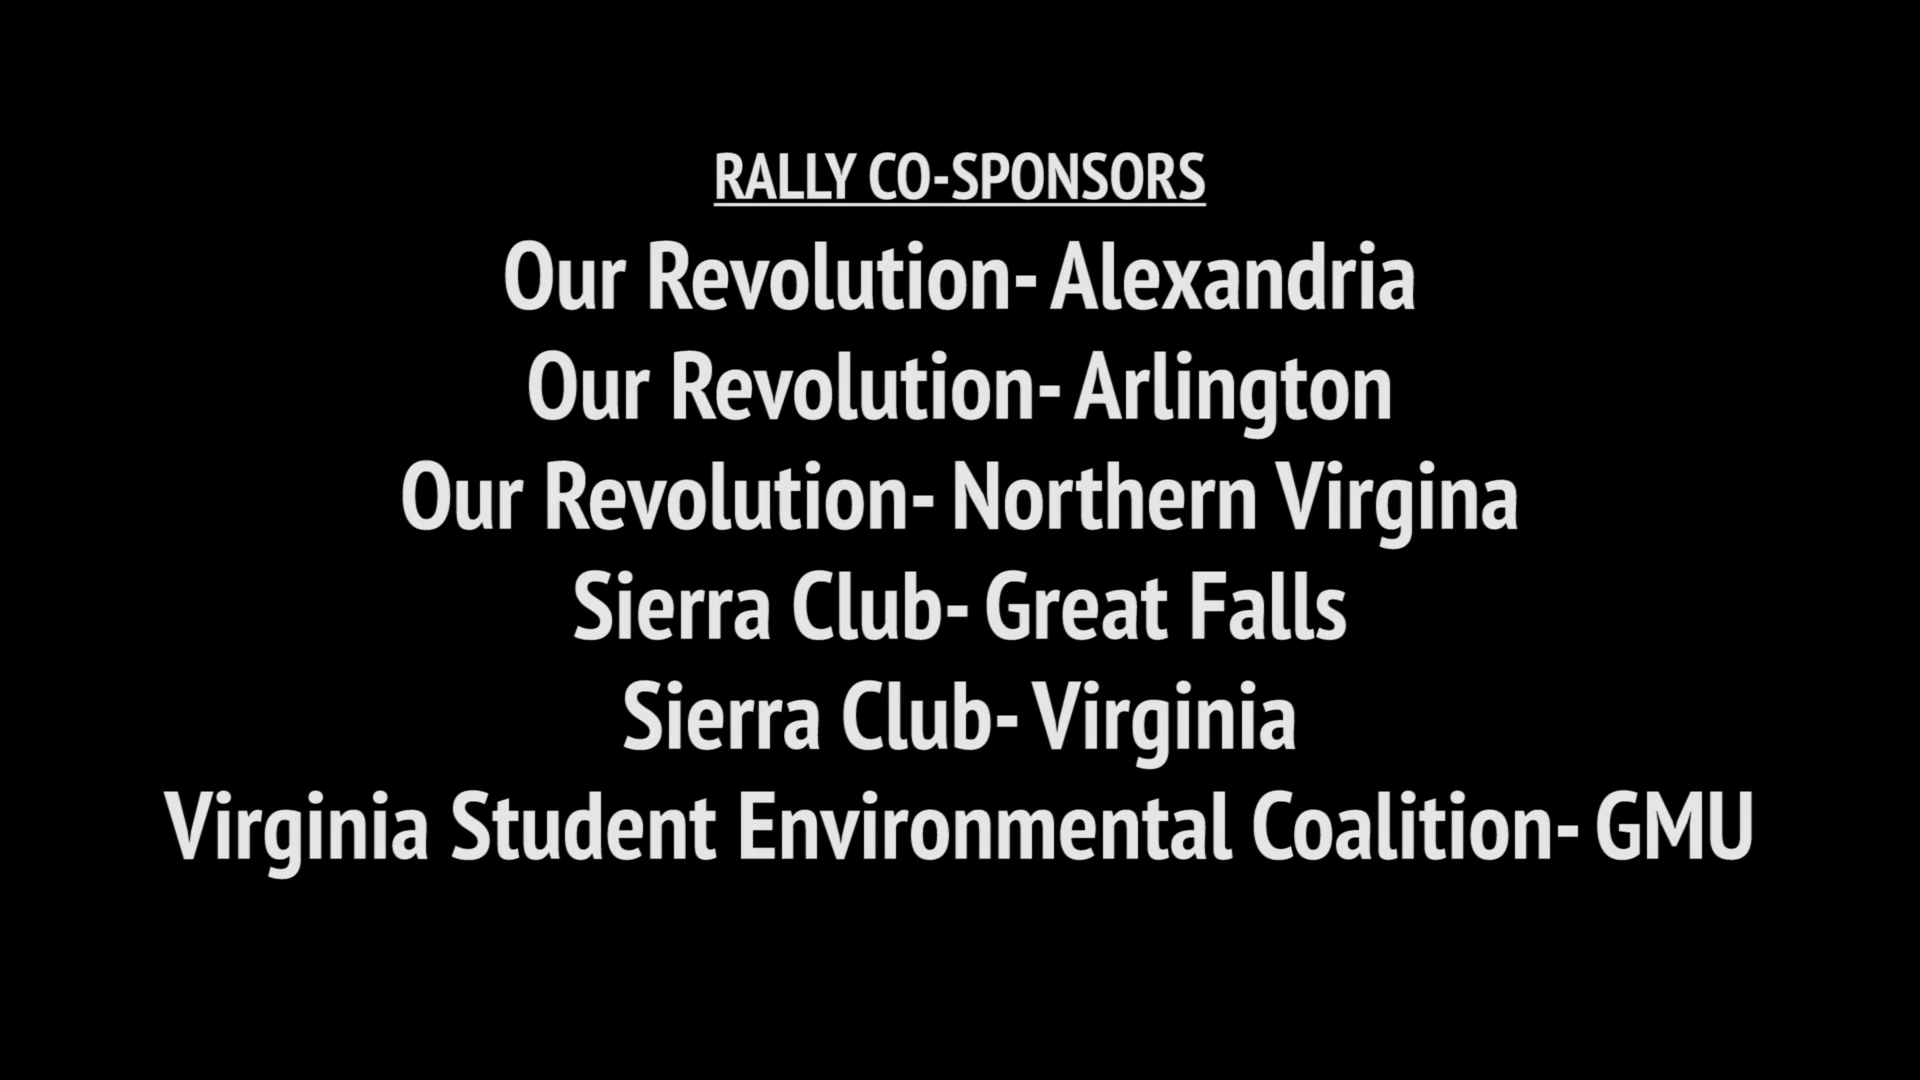 RALLY CO-SPONSORS
Our Revolution- Alexandria
Our Revolution- Arlington
Our Revolution- Northern Virgina
Sierra Club- Great Falls
Sierra Club- Virginia
Virginia Student Environmental Coalition- GMU